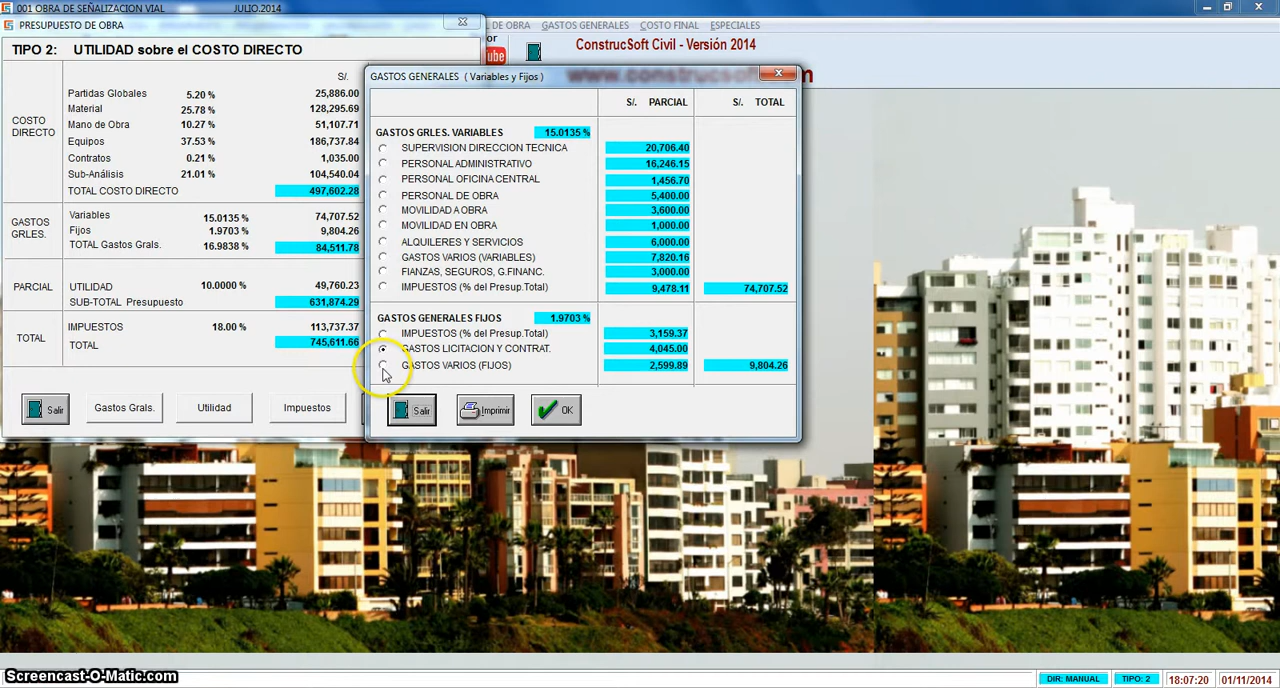 001 OBRA DE SEÑALIZACION VIAL JULIO.2014
PRESUPUESTO DE OBRA
DE OBRA GASTOS GENERALES COSTO FINAL ESPECIALES
or
Tube
ConstrucSoft Civil - Versión 2014
TIPO 2: UTILIDAD sobre el COSTO DIRECTO
S/.
COSTO DIRECTO
Partidas Globales 5.20 % 25,886.00
Material 25.78 % 128,295.69
Mano de Obra 10.27 % 51,107.71
Equipos 37.53 % 186,737.84
Contratos 0.21 % 1,035.00
Sub-Análisis 21.01 % 104,540.04
TOTAL COSTO DIRECTO 497,602.28
GASTOS GRLES.
Variables 15.0135 % 74,707.52
Fijos 1.9703 % 9,804.26
TOTAL Gastos Grals. 16.9838 % 84,511.78
PARCIAL
UTILIDAD 10.0000 % 49,760.23
SUB-TOTAL Presupuesto 631,874.29
TOTAL
IMPUESTOS 18.00 % 113,737.37
TOTAL 745,611.66
Salir Gastos Grals. Utilidad Impuestos
GASTOS GENERALES ( Variables y Fijos )
S/. PARCIAL S/. TOTAL
GASTOS GRLES. VARIABLES 15.0135 %
SUPERVISION DIRECCION TECNICA 20,706.40
PERSONAL ADMINISTRATIVO 16,246.15
PERSONAL OFICINA CENTRAL 1,456.70
PERSONAL DE OBRA 5,400.00
MOVILIDAD A OBRA 3,600.00
MOVILIDAD EN OBRA 1,000.00
ALQUILERES Y SERVICIOS 6,000.00
GASTOS VARIOS (VARIABLES) 7,820.16
FIANZAS, SEGUROS, G.FINANC. 3,000.00
IMPUESTOS (% del Presup.total) 9,478.11 74,707.52
GASTOS GENERALES FIJOS 1.9703 %
IMPUESTOS (% del Presup.Total) 3,159.37
GASTOS LICITACION Y CONTRAT. 4,045.00
GASTOS VARIOS (FIJOS) 2,599.89 9,804.26
Salir Imprimir OK
Screencast-O-Matic.com
DIR: MANUAL TIPO: 2 18:07:20 01/11/2014